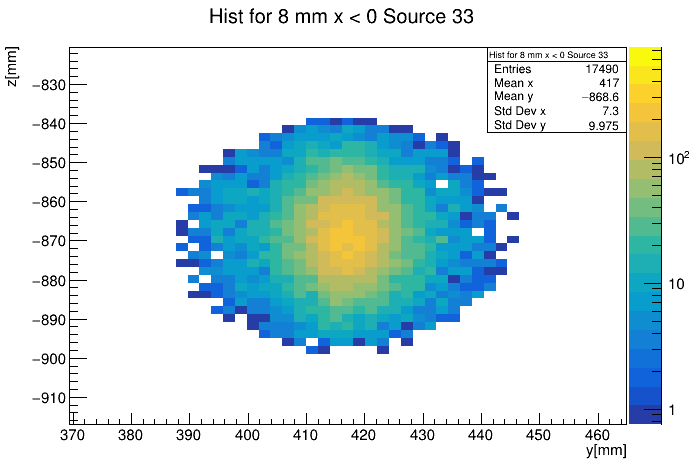 Hist for 8 mm x < 0 Source 33
z[mm]
Hist for 8 mm x < 0 Source 33
Entries 17490
Mean x 417
Mean y −868.6
Std Dev x 7.3
Std Dev y 9.975
−830
−840
−850
−860
−870
−880
−890
−900
−910
10²
10
1
370 380 390 400 410 420 430 440 450 460
y[mm]